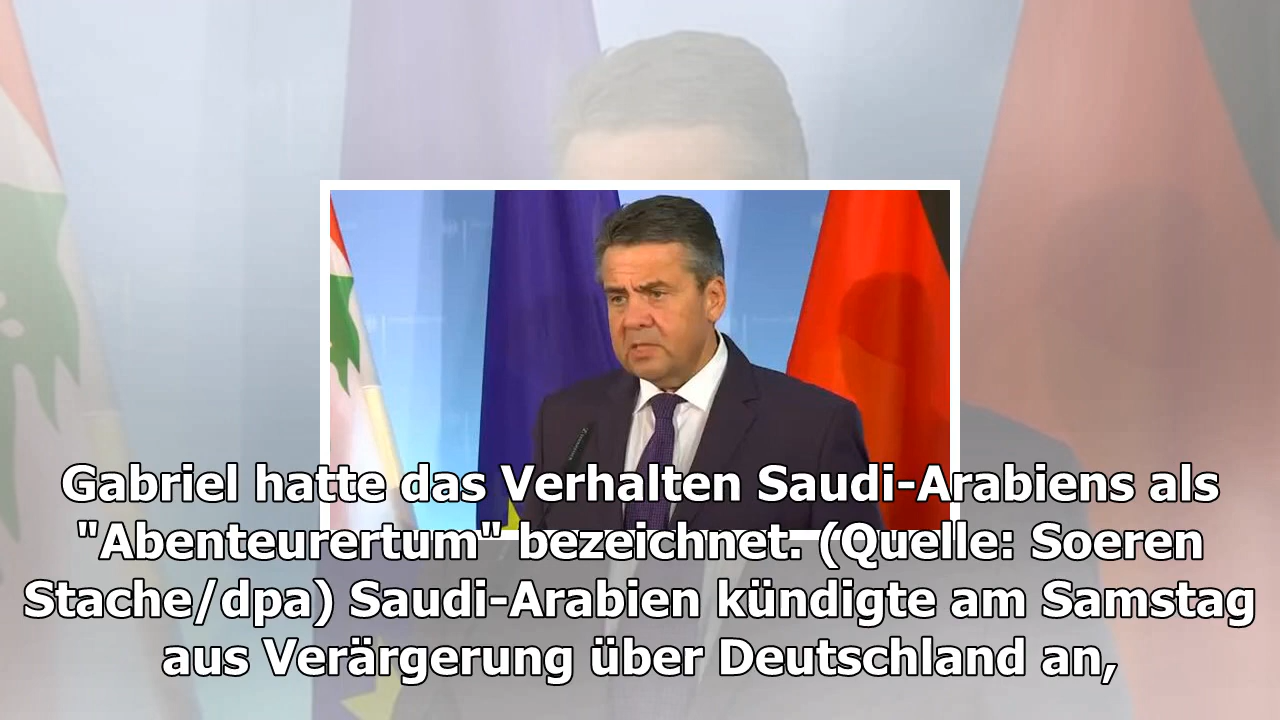 Gabriel hatte das Verhalten Saudi-Arabiens als
"Abenteurertum" bezeichnet. (Quelle: Soeren
Stache/dpa) Saudi-Arabien kündigte am Samstag
aus Verärgerung über Deutschland an,